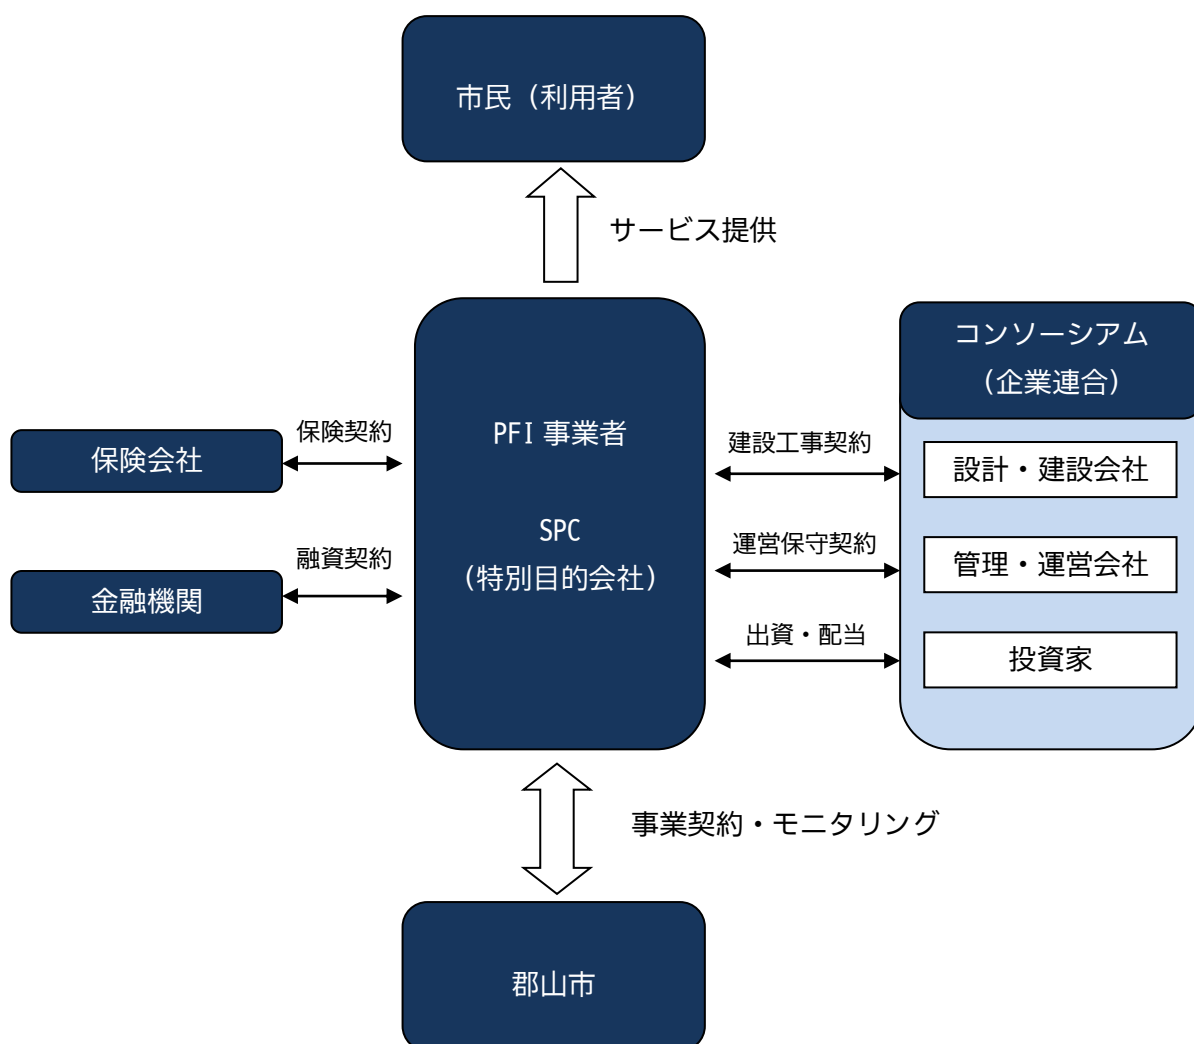 市民（利用者）
サービス提供
コンソーシアム
（企業連合）
保険契約
保険会社
PFI 事業者
建設工事契約
設計・建設会社
SPC
（特別目的会社）
融資契約
金融機関
運営保守契約
管理・運営会社
出資・配当
投資家
事業契約・モニタリング
郡山市